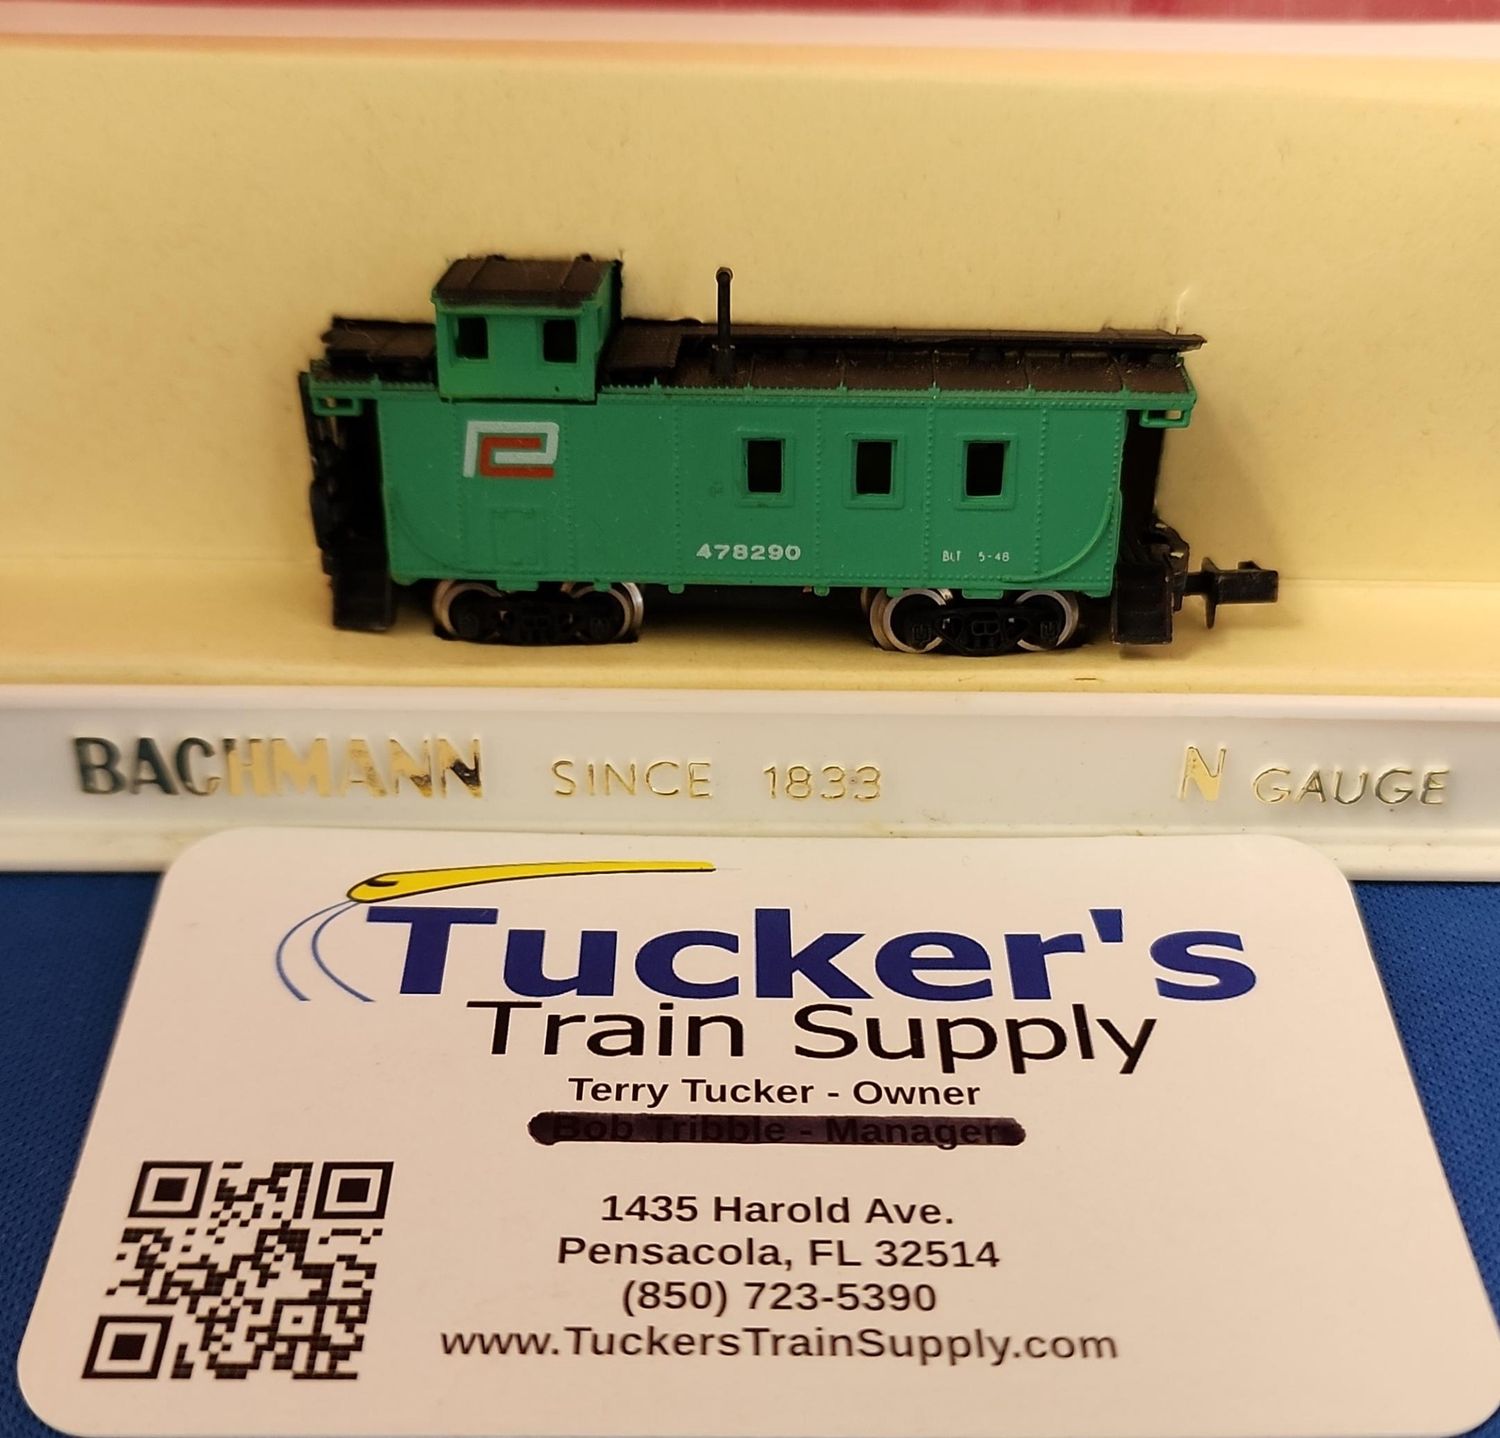 PC
478290
BLT 5-48
BACHMANN SINCE 1833 N GAUGE
Tucker's
Train Supply
Terry Tucker - Owner
Bob Tribble - Manager
1435 Harold Ave.
Pensacola, FL 32514
(850) 723-5390
www.TuckersTrainSupply.com